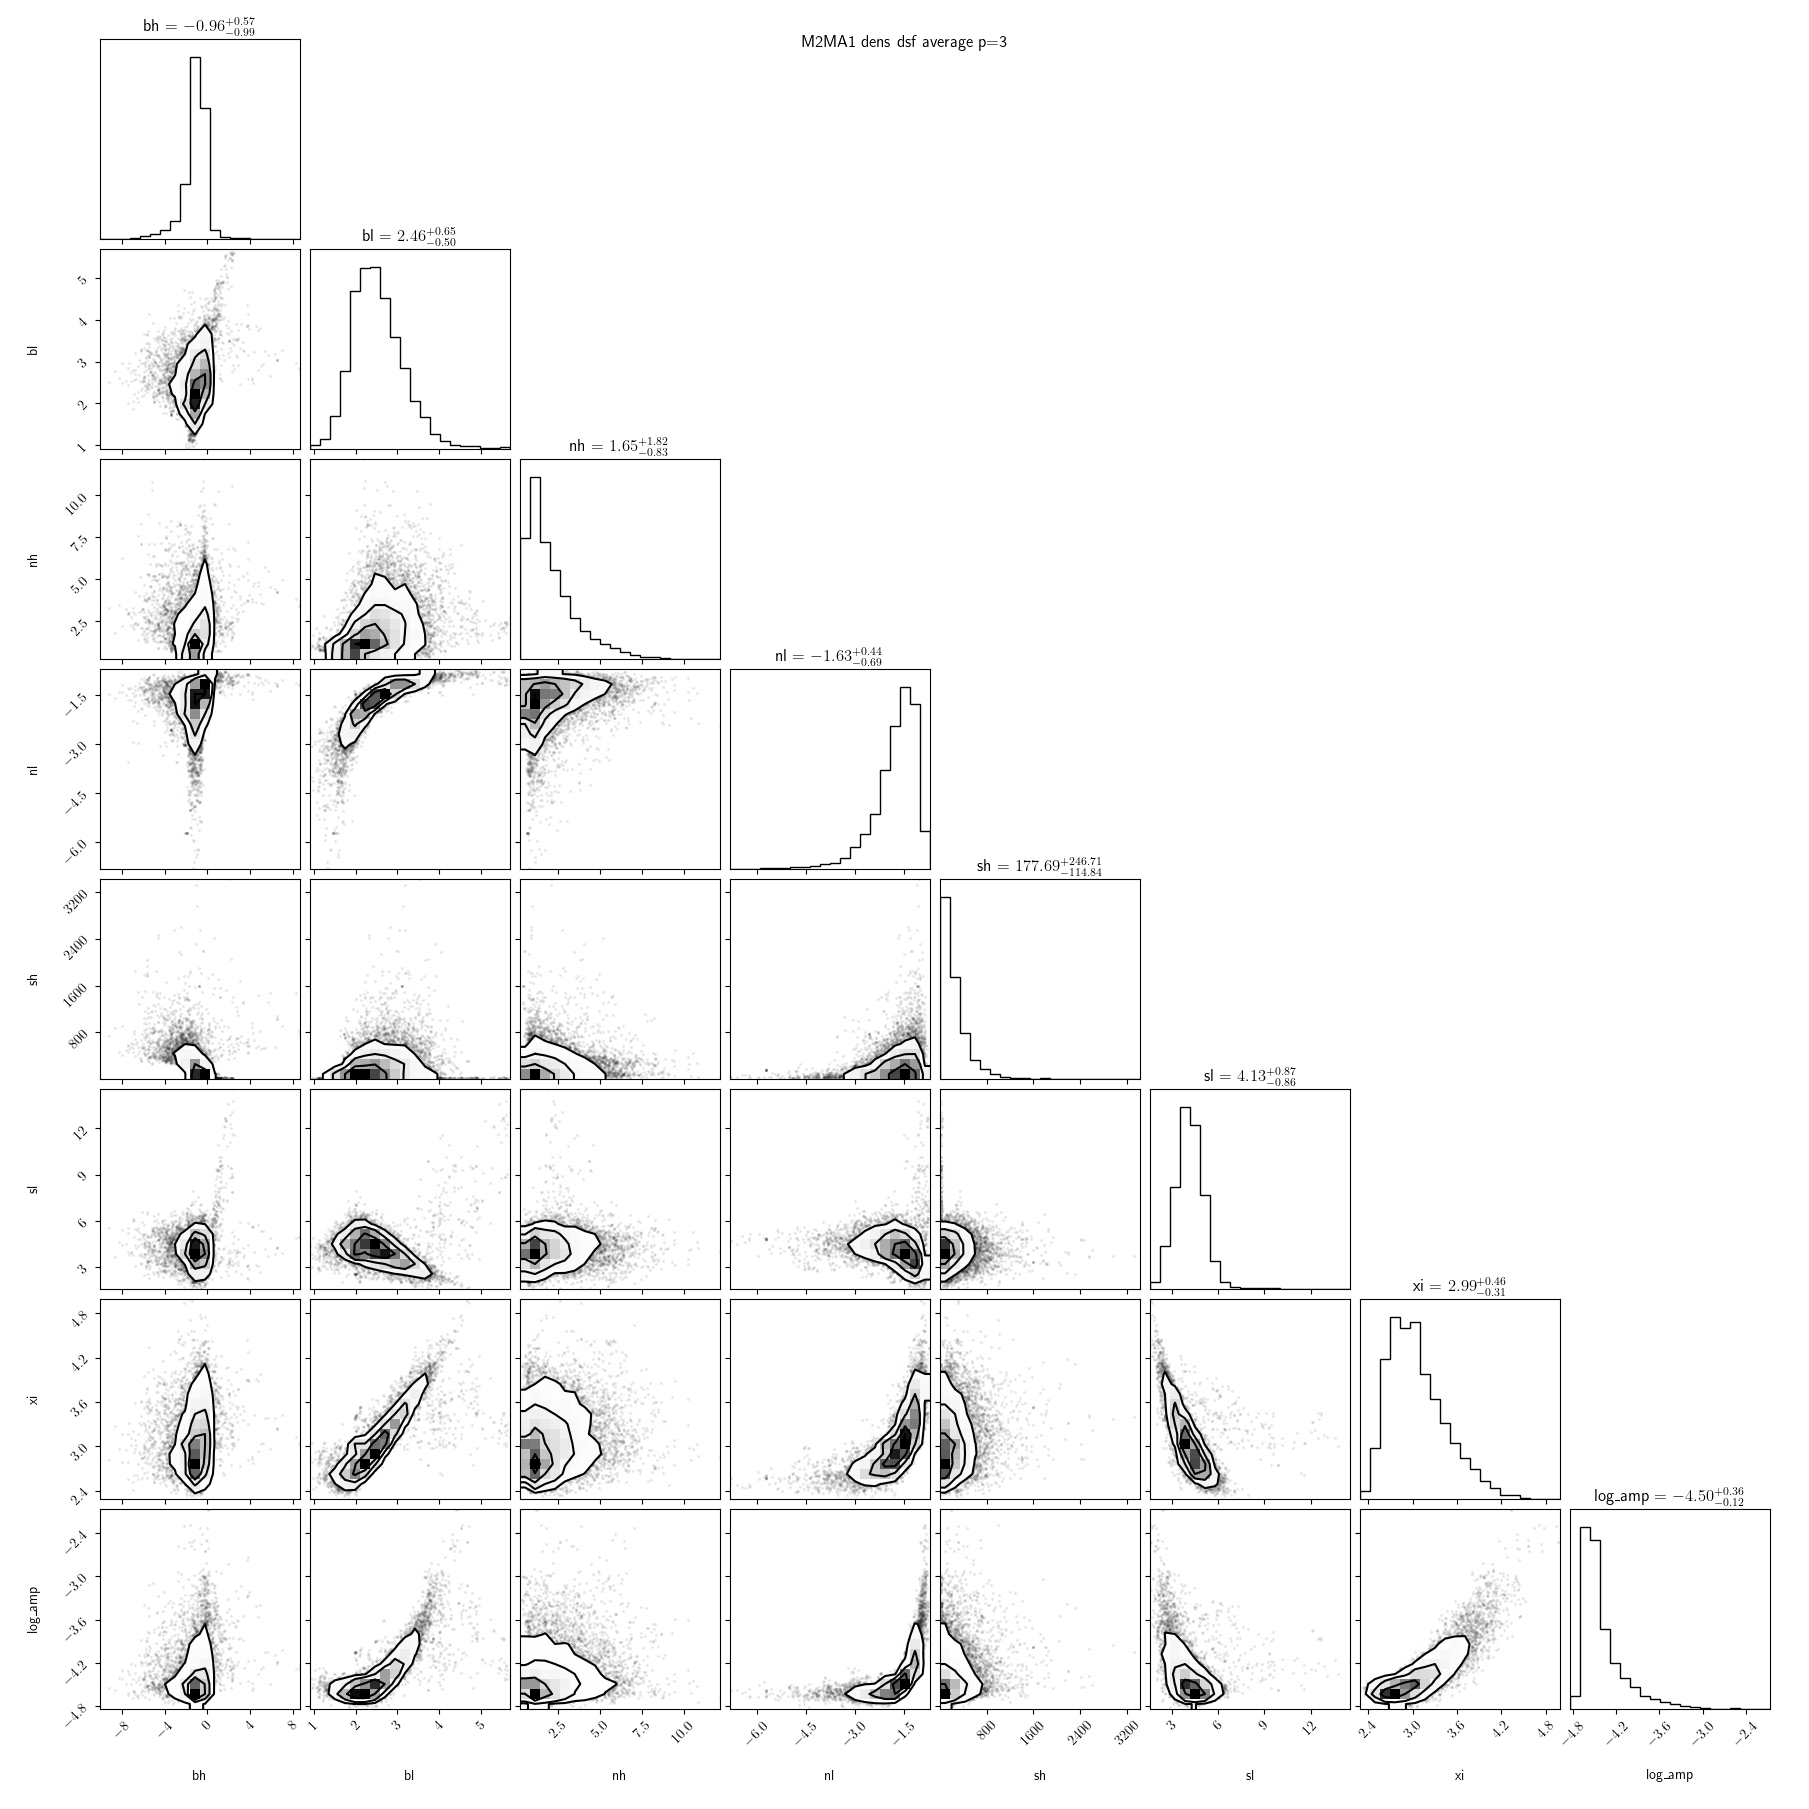 M2MA1 dens dsf average p=3
bh = −0.96 +0.57 −0.99
bl = 2.46 +0.65 −0.50
nh = 1.65 +1.82 −0.83
nl = −1.63 +0.44 −0.69
sh = 177.69 +246.71 −114.84
sl = 4.13 +0.87 −0.86
xi = 2.99 +0.46 −0.31
log_amp = −4.50 +0.36 −0.12
bl
5
4
3
2
1
nh
10.0
7.5
5.0
2.5
nl
−1.5
−3.0
−4.5
−6.0
sh
3200
2400
1600
800
sl
12
9
6
3
xi
4.8
4.2
3.6
3.0
2.4
log_amp
−2.4
−3.0
−3.6
−4.2
−4.8
−8 −4 0 4 8
1 2 3 4 5
2.5 5.0 7.5 10.0
−6.0 −4.5 −3.0 −1.5
800 1600 2400 3200
3 6 9 12
2.4 3.0 3.6 4.2 4.8
−4.8 −4.2 −3.6 −3.0 −2.4
bh bl nh nl sh sl xi log_amp